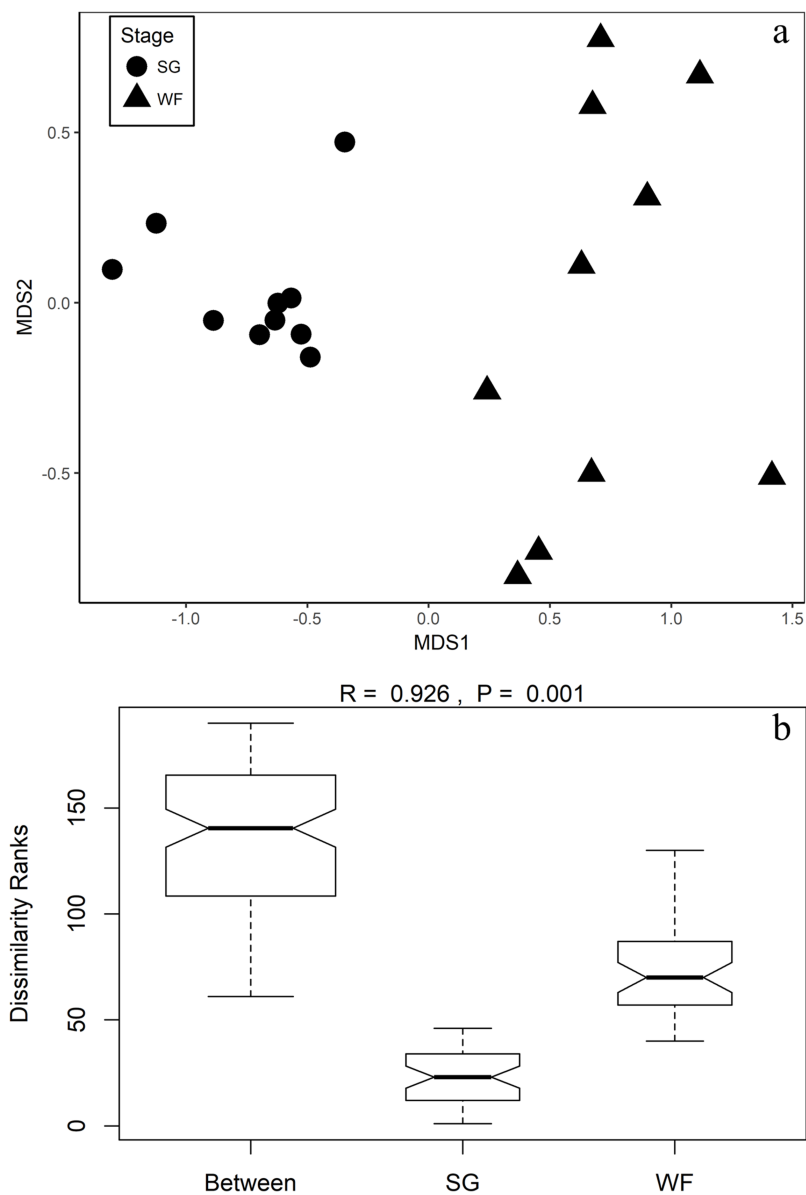 a
Stage
SG
WF
0.5
0.0
-0.5
MDS2
-1.0 -0.5 0.0 0.5 1.0 1.5
MDS1
R = 0.926 , P = 0.001
b
150
100
50
0
Dissimilarity Ranks
Between SG WF